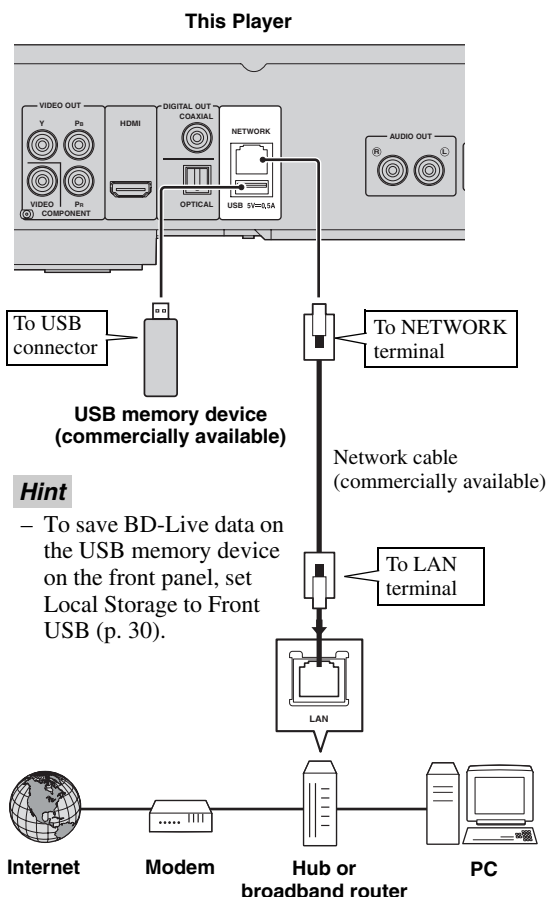 This Player
VIDEO OUT
Y PB
VIDEO PR
COMPONENT
HDMI
DIGITAL OUT
COAXIAL
OPTICAL
NETWORK
USB 5V⎓0.5A
AUDIO OUT
R L
To USB
connector
To NETWORK
terminal
USB memory device
(commercially available)
Network cable
(commercially available)
Hint
– To save BD-Live data on
the USB memory device
on the front panel, set
Local Storage to Front
USB (p. 30).
To LAN
terminal
LAN
Internet
Modem
Hub or
broadband router
PC